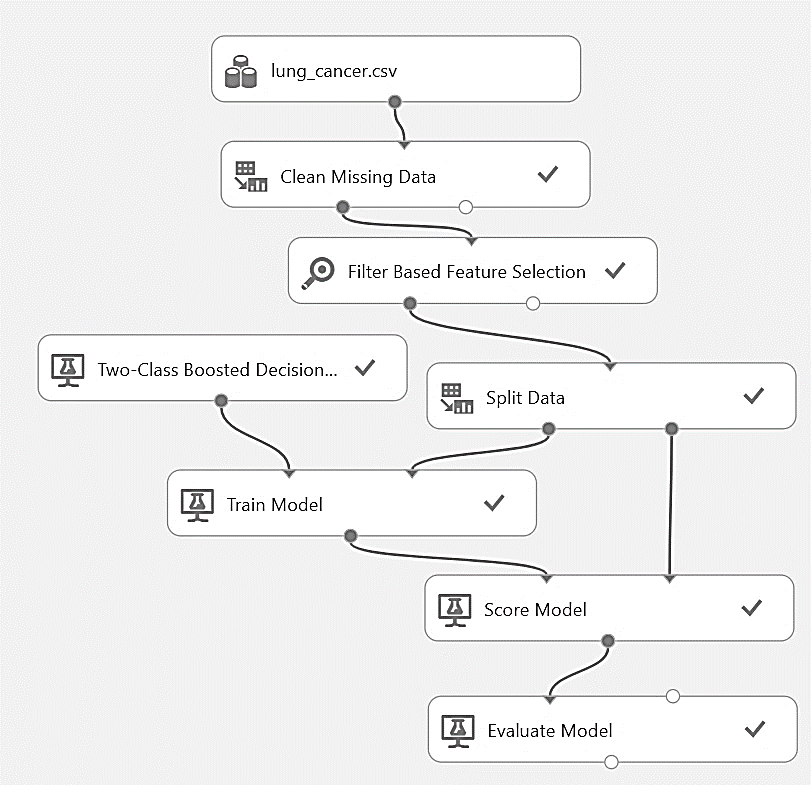 lung_cancer.csv
Clean Missing Data
Filter Based Feature Selection
Two-Class Boosted Decision...
Split Data
Train Model
Score Model
Evaluate Model